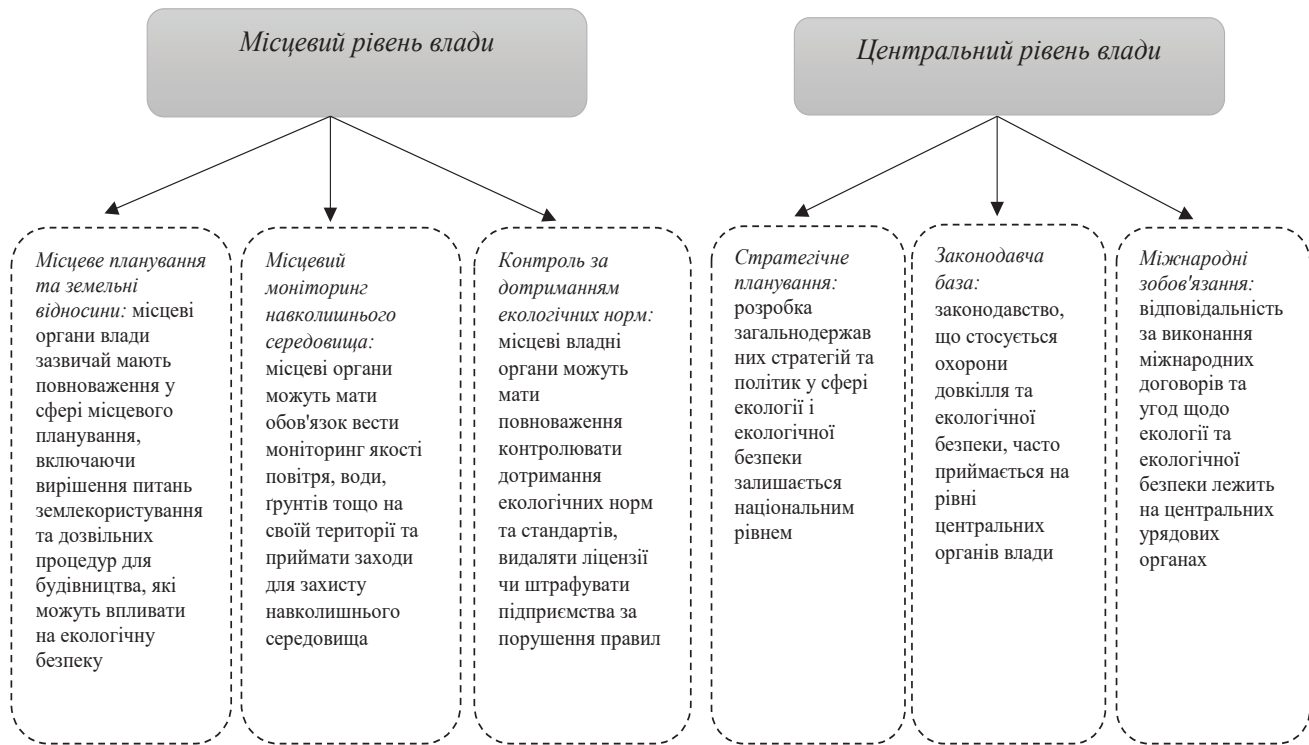 Місцевий рівень влади
Центральний рівень влади
Місцеве планування
та земельні
відносини: місцеві
органи влади
зазвичай мають
повноваження у
сфері місцевого
планування,
включаючи
вирішення питань
землекористування
та дозвільних
процедур для
будівництва, які
можуть впливати
на екологічну
безпеку
Місцевий
моніторинг
навколишнього
середовища:
місцеві органи
можуть мати
обов'язок вести
моніторинг якості
повітря, води,
ґрунтів тощо на
своїй території та
приймати заходи
для захисту
навколишнього
середовища
Контроль за
дотриманням
екологічних норм:
місцеві владні
органи можуть
мати
повноваження
контролювати
дотримання
екологічних норм
та стандартів,
видаляти ліцензії
чи штрафувати
підприємства за
порушення правил
Стратегічне
планування:
розробка
загальнодержав
них стратегій та
політик у сфері
екології і
екологічної
безпеки
залишається
національним
рівнем
Законодавча
база:
законодавство,
що стосується
охорони
довкілля та
екологічної
безпеки, часто
приймається на
рівні
центральних
органів влади
Міжнародні
зобов'язання:
відповідальність
за виконання
міжнародних
договорів та
угод щодо
екології та
екологічної
безпеки лежить
на центральних
урядових
органах